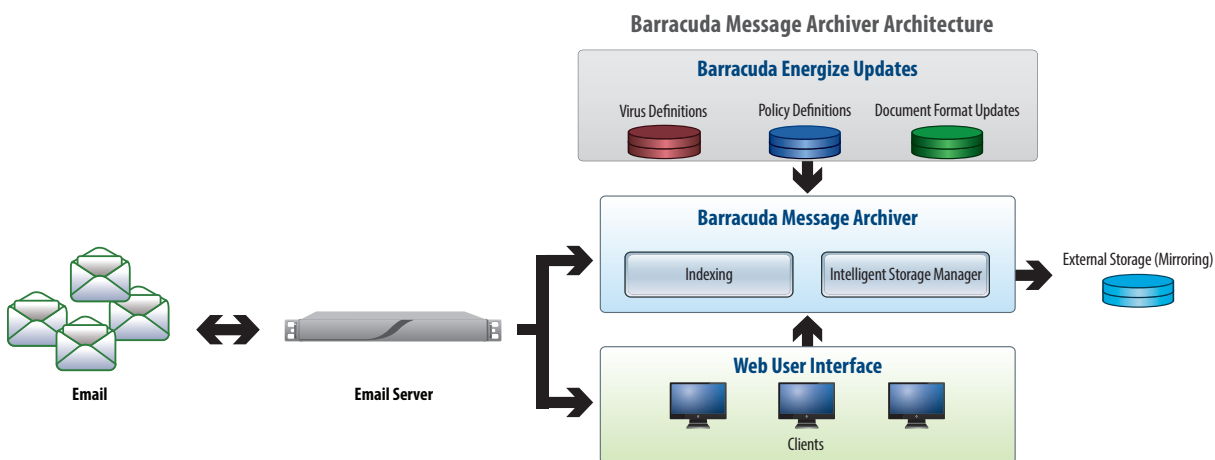 Barracuda Message Archiver Architecture
Barracuda Energize Updates
Virus Definitions
Policy Definitions
Document Format Updates
Barracuda Message Archiver
Indexing
Intelligent Storage Manager
External Storage (Mirroring)
Email
Email Server
Web User Interface
Clients